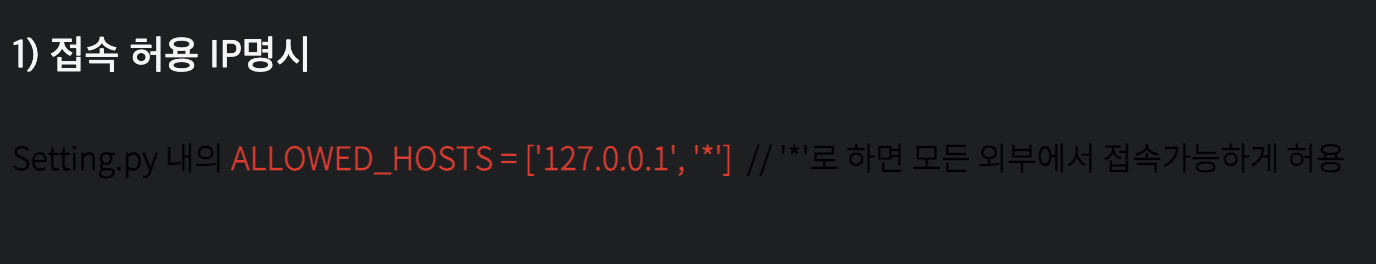 1) 접속 허용 IP명시
Setting.py 내의 ALLOWED_HOSTS = ['127.0.0.1', '*']  // '*'로 하면 모든 외부에서 접속가능하게 허용